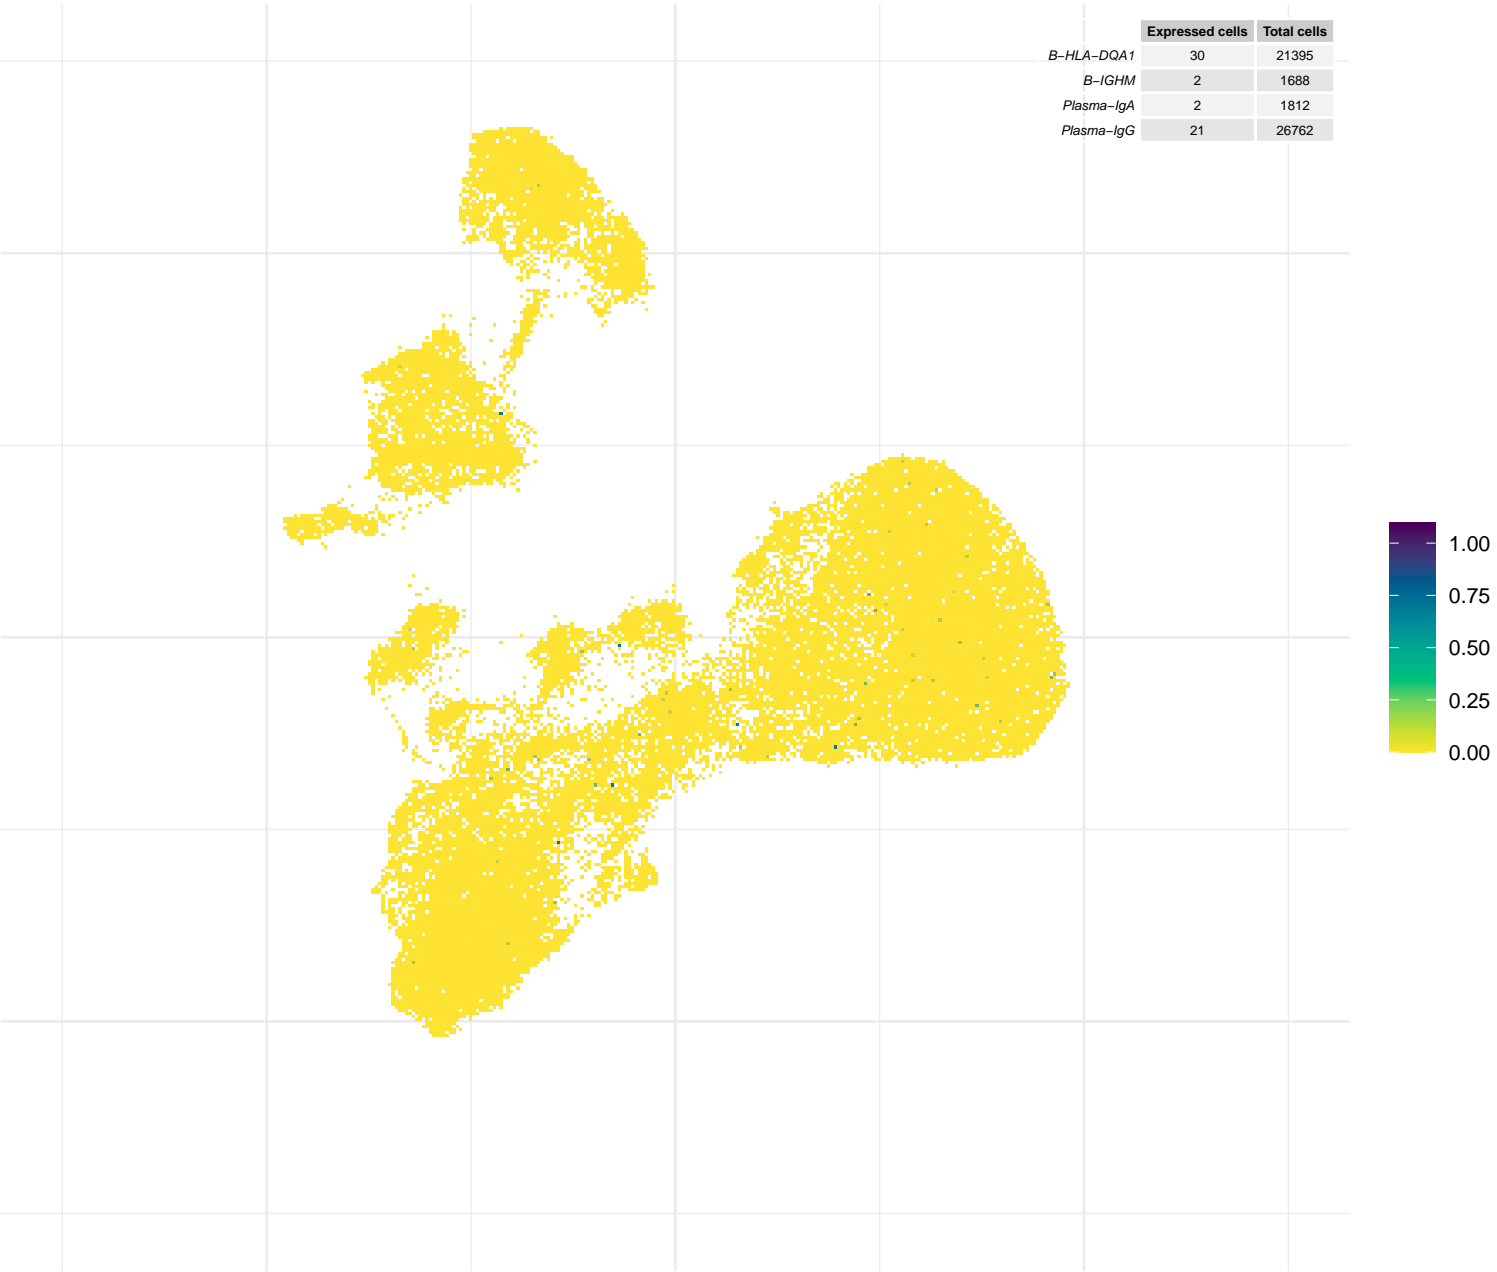 Expressed cells Total cells
B−HLA−DQA1 30 21395
B−IGHM 2 1688
Plasma−IgA 2 1812
Plasma−IgG 21 26762
1.00
0.75
0.50
0.25
0.00